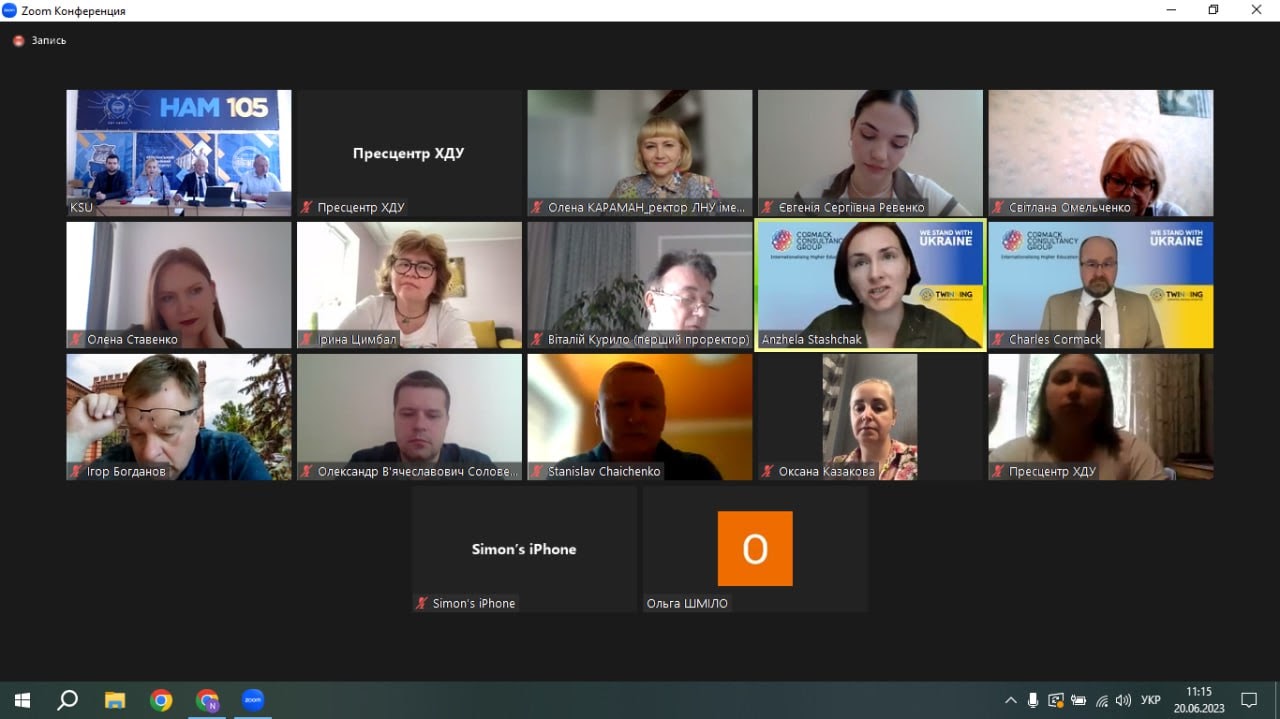 Zoom Конференция
Запись
НАМ 105
KSU
Пресцентр ХДУ
Пресцентр ХДУ
Олена КАРАМАН_ректор ЛНУ іме...
Євгенія Сергіївна Ревенко
Світлана Омельченко
Олена Ставенко
Ірина Цимбал
Віталій Курило (перший проректор)
CORMACK
CONSULTANCY
GROUP
Internationalising Higher
WE STAND WITH
UKRAINE
Anzhela Stashchak
CORMACK
CONSULTANCY
GROUP
Internationalising Higher Education
WE STAND WITH
UKRAINE
Charles Cormack
Ігор Богданов
Олександр В'ячеславович Солове...
Stanislav Chaichenko
Оксана Казакова
Пресцентр ХДУ
Simon's iPhone
Simon's iPhone
О
Ольга ШМІЛО
N
zoom
УКР
11:15
20.06.2023